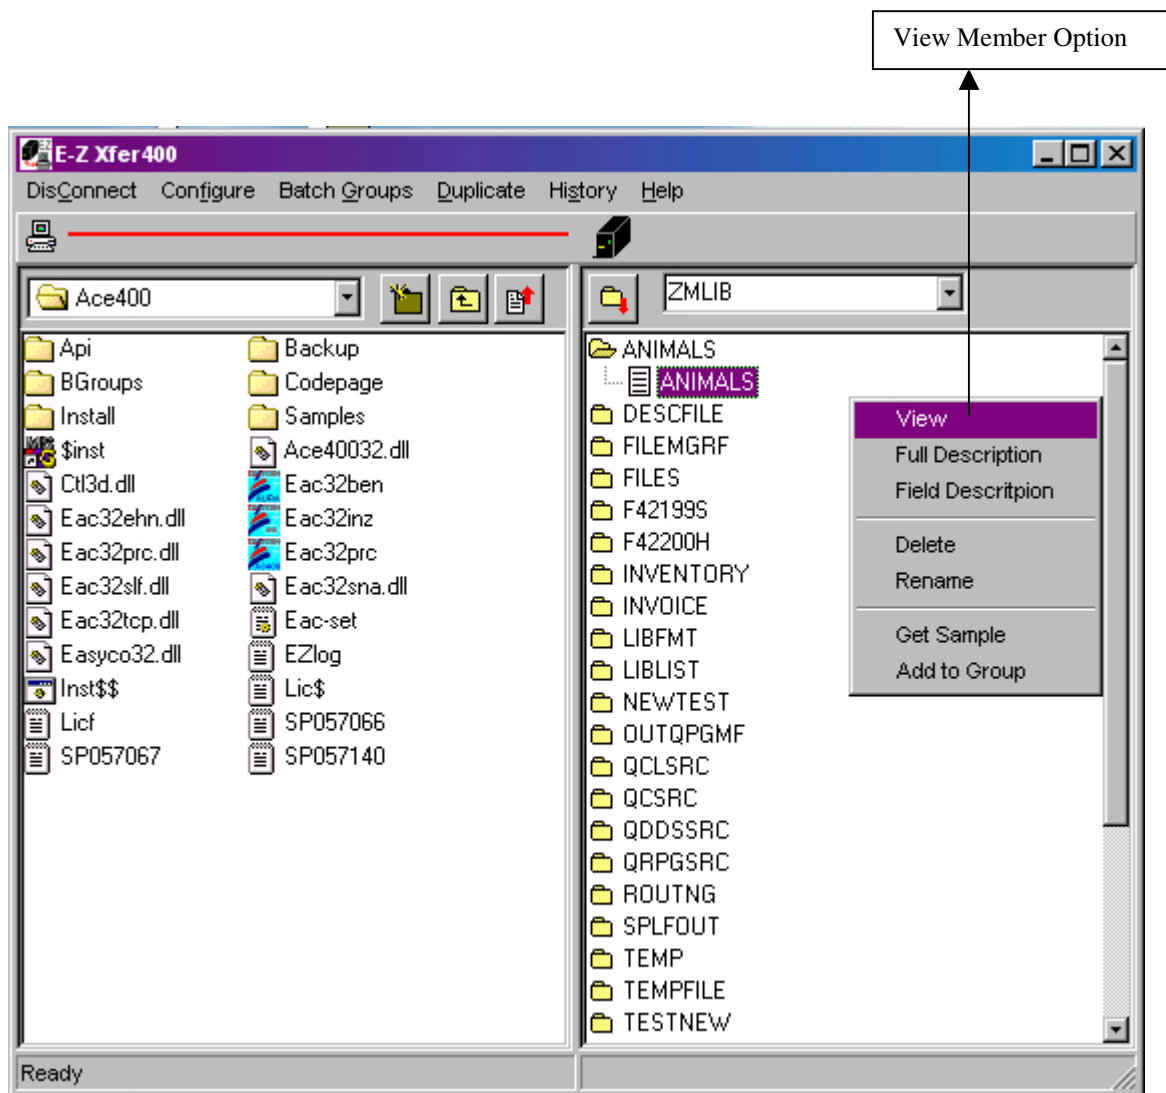 View Member Option
E-Z Xfer400
DisConnect Configure Batch Groups Duplicate History Help
Ace400
ZMLIB
Api
Backup
BGroups
Codepage
Install
Samples
$inst
Ace40032.dll
Ctl3d.dll
Eac32ben
Eac32ehn.dll
Eac32inz
Eac32prc.dll
Eac32prc
Eac32slf.dll
Eac32sna.dll
Eac32tcp.dll
Eac-set
Easyco32.dll
EZlog
Inst$$
Lic$
Licf
SP057066
SP057067
SP057140
ANIMALS
ANIMALS
DESCFILE
FILEMGRF
FILES
F42199S
F42200H
INVENTORY
INVOICE
LIBFMT
LIBLIST
NEWTEST
OUTQPGMF
QCLSRC
QCSRC
QDDSSRC
QRPGSRC
ROUTNG
SPLFOUT
TEMP
TEMPFILE
TESTNEW
View
Full Description
Field Descritpion
Delete
Rename
Get Sample
Add to Group
Ready